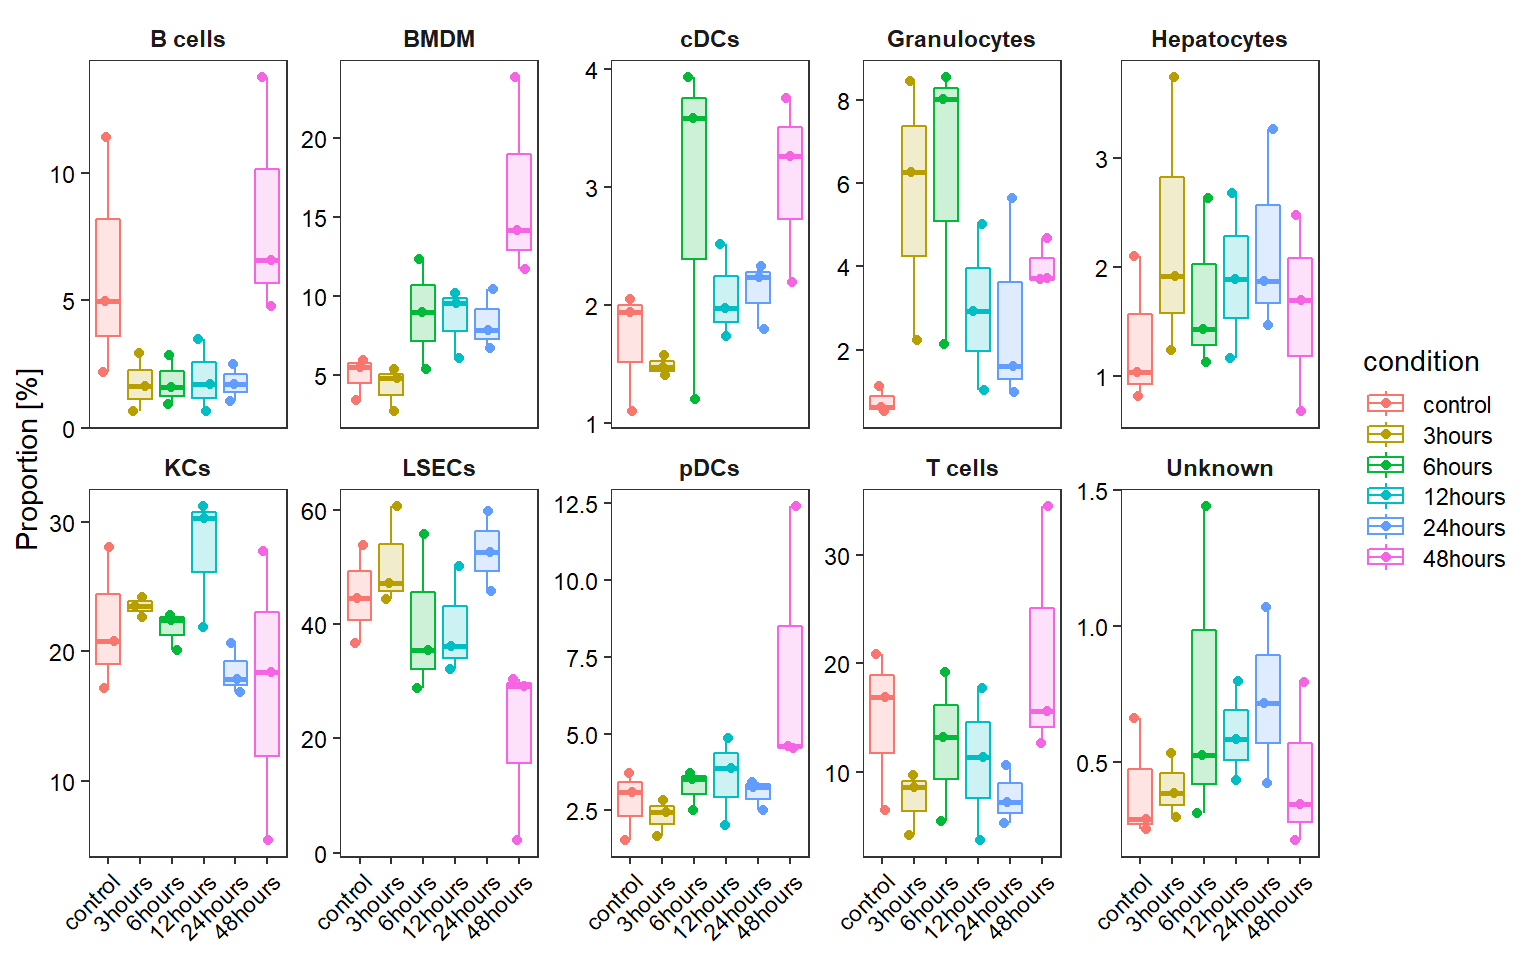 B cells
BMDM
cDCs
Granulocytes
Hepatocytes
10
5
0
20
15
10
5
4
3
2
1
8
6
4
2
3
2
1
Proportion [%]
KCs
LSECs
pDCs
T cells
Unknown
30
20
10
60
40
20
0
12.5
10.0
7.5
5.0
2.5
30
20
10
1.5
1.0
0.5
control
3hours
6hours
12hours
24hours
48hours
control
3hours
6hours
12hours
24hours
48hours
control
3hours
6hours
12hours
24hours
48hours
control
3hours
6hours
12hours
24hours
48hours
control
3hours
6hours
12hours
24hours
48hours
condition
control
3hours
6hours
12hours
24hours
48hours